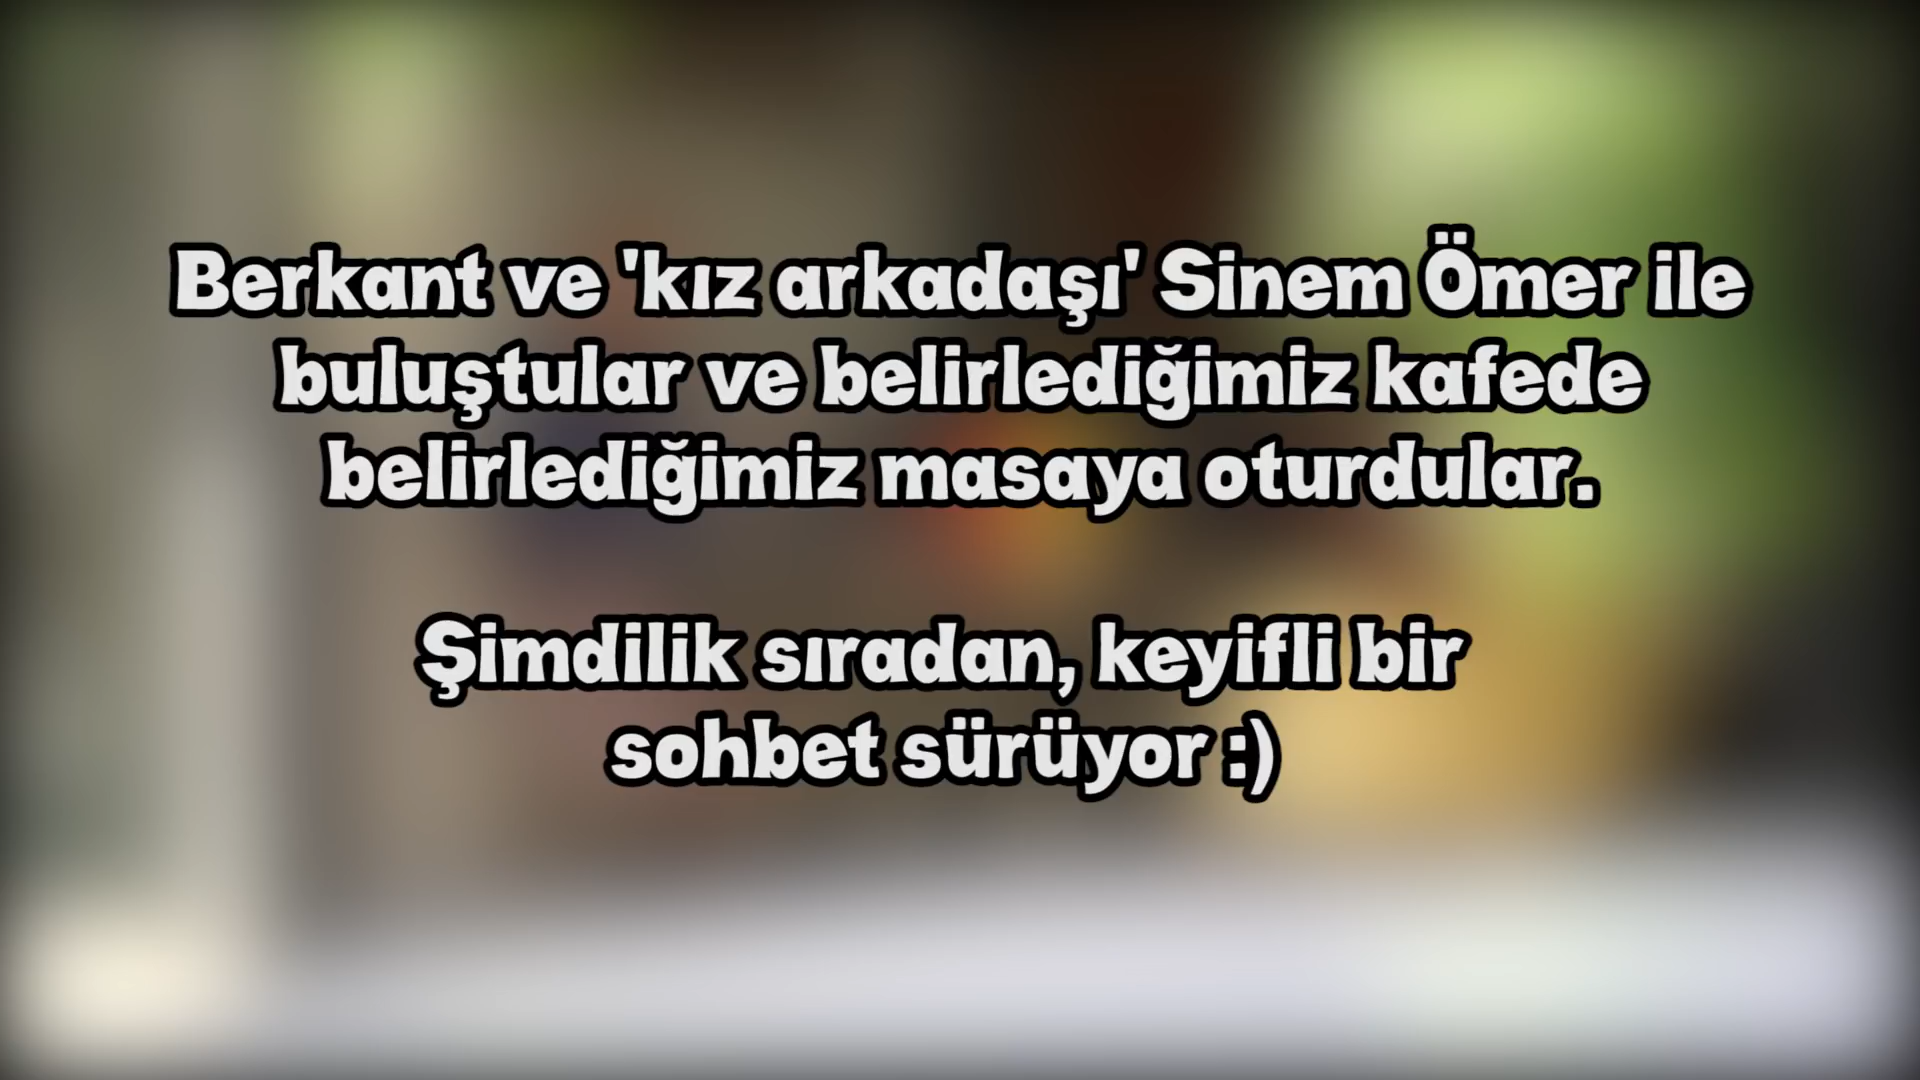 Berkant ve 'kız arkadaşı' Sinem Ömer ile
buluştular ve belirlediğimiz kafede
belirlediğimiz masaya oturdular.
Şimdilik sıradan, keyifli bir
sohbet sürüyor :)